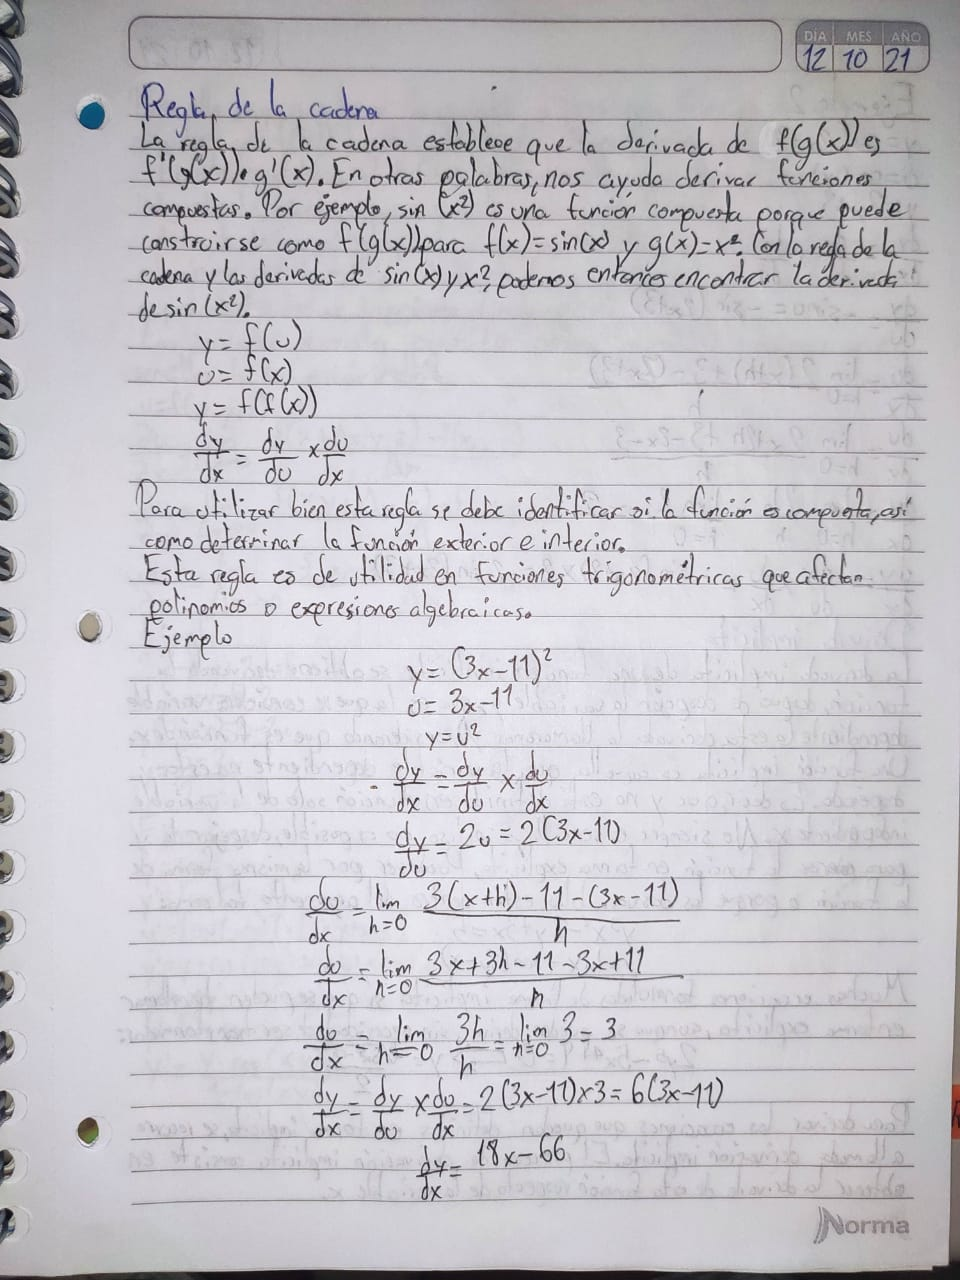 DÍA MES AÑO
12 10 21
Regla de la cadena
La regla de la cadena establece que la derivada de f(g(x)) es
f'(g(x))•g'(x). En otras palabras, nos ayuda derivar funciones
compuestas. Por ejemplo, sin (x²) es una función compuesta porque puede
construirse como f(g(x)) para f(x)=sin(x) y g(x)=x². Con la regla de la
cadena y las derivadas de sin(x) y x², podemos entonces encontrar la derivada
de sin(x²).
y= f(u)
u= f(x)
y= f(f(x))
dy/dx = dy/du x du/dx
Para utilizar bien esta regla se debe identificar si la función es compuesta, así
como determinar la función exterior e interior.
Esta regla es de utilidad en funciones trigonométricas que afectan
polinomios o expresiones algebraicas.
Ejemplo
y= (3x-11)²
u= 3x-11
y=u²
dy/dx = dy/du x du/dx
dy/du = 2u = 2(3x-11)
du/dx = lim h=0 3(x+h)-11-(3x-11)/h
du/dx = lim h=0 3x+3h-11-3x+11/h
du/dx = lim h=0 3h/h = lim h=0 3 = 3
dy/dx = dy/du x du/dx = 2(3x-11)x3 = 6(3x-11)
dy/dx = 18x-66
Norma